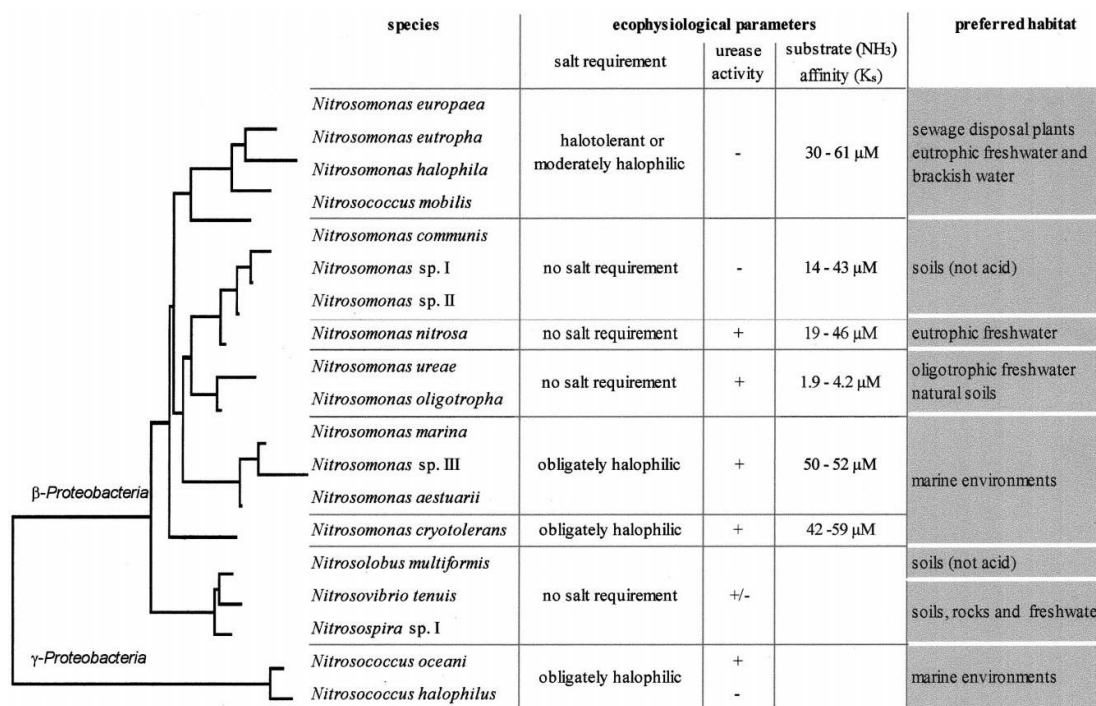 species
ecophysiological parameters
preferred habitat
salt requirement
urease
activity
substrate (NH₃)
affinity (Kₛ)
Nitrosomonas europaea
Nitrosomonas eutropha
Nitrosomonas halophila
Nitrosococcus mobilis
halotolerant or
moderately halophilic
-
30 - 61 µM
sewage disposal plants
eutrophic freshwater and
brackish water
Nitrosomonas communis
Nitrosomonas sp. I
Nitrosomonas sp. II
no salt requirement
-
14 - 43 µM
soils (not acid)
Nitrosomonas nitrosa
no salt requirement
+
19 - 46 µM
eutrophic freshwater
Nitrosomonas ureae
Nitrosomonas oligotropha
no salt requirement
+
1.9 - 4.2 µM
oligotrophic freshwater
natural soils
Nitrosomonas marina
Nitrosomonas sp. III
Nitrosomonas aestuarii
obligately halophilic
+
50 - 52 µM
marine environments
Nitrosomonas cryotolerans
obligately halophilic
+
42 -59 µM
Nitrosolobus multiformis
Nitrosovibrio tenuis
Nitrosospira sp. I
no salt requirement
+/-
soils (not acid)
soils, rocks and freshwate
Nitrosococcus oceani
Nitrosococcus halophilus
obligately halophilic
+
-
marine environments
β-Proteobacteria
γ-Proteobacteria